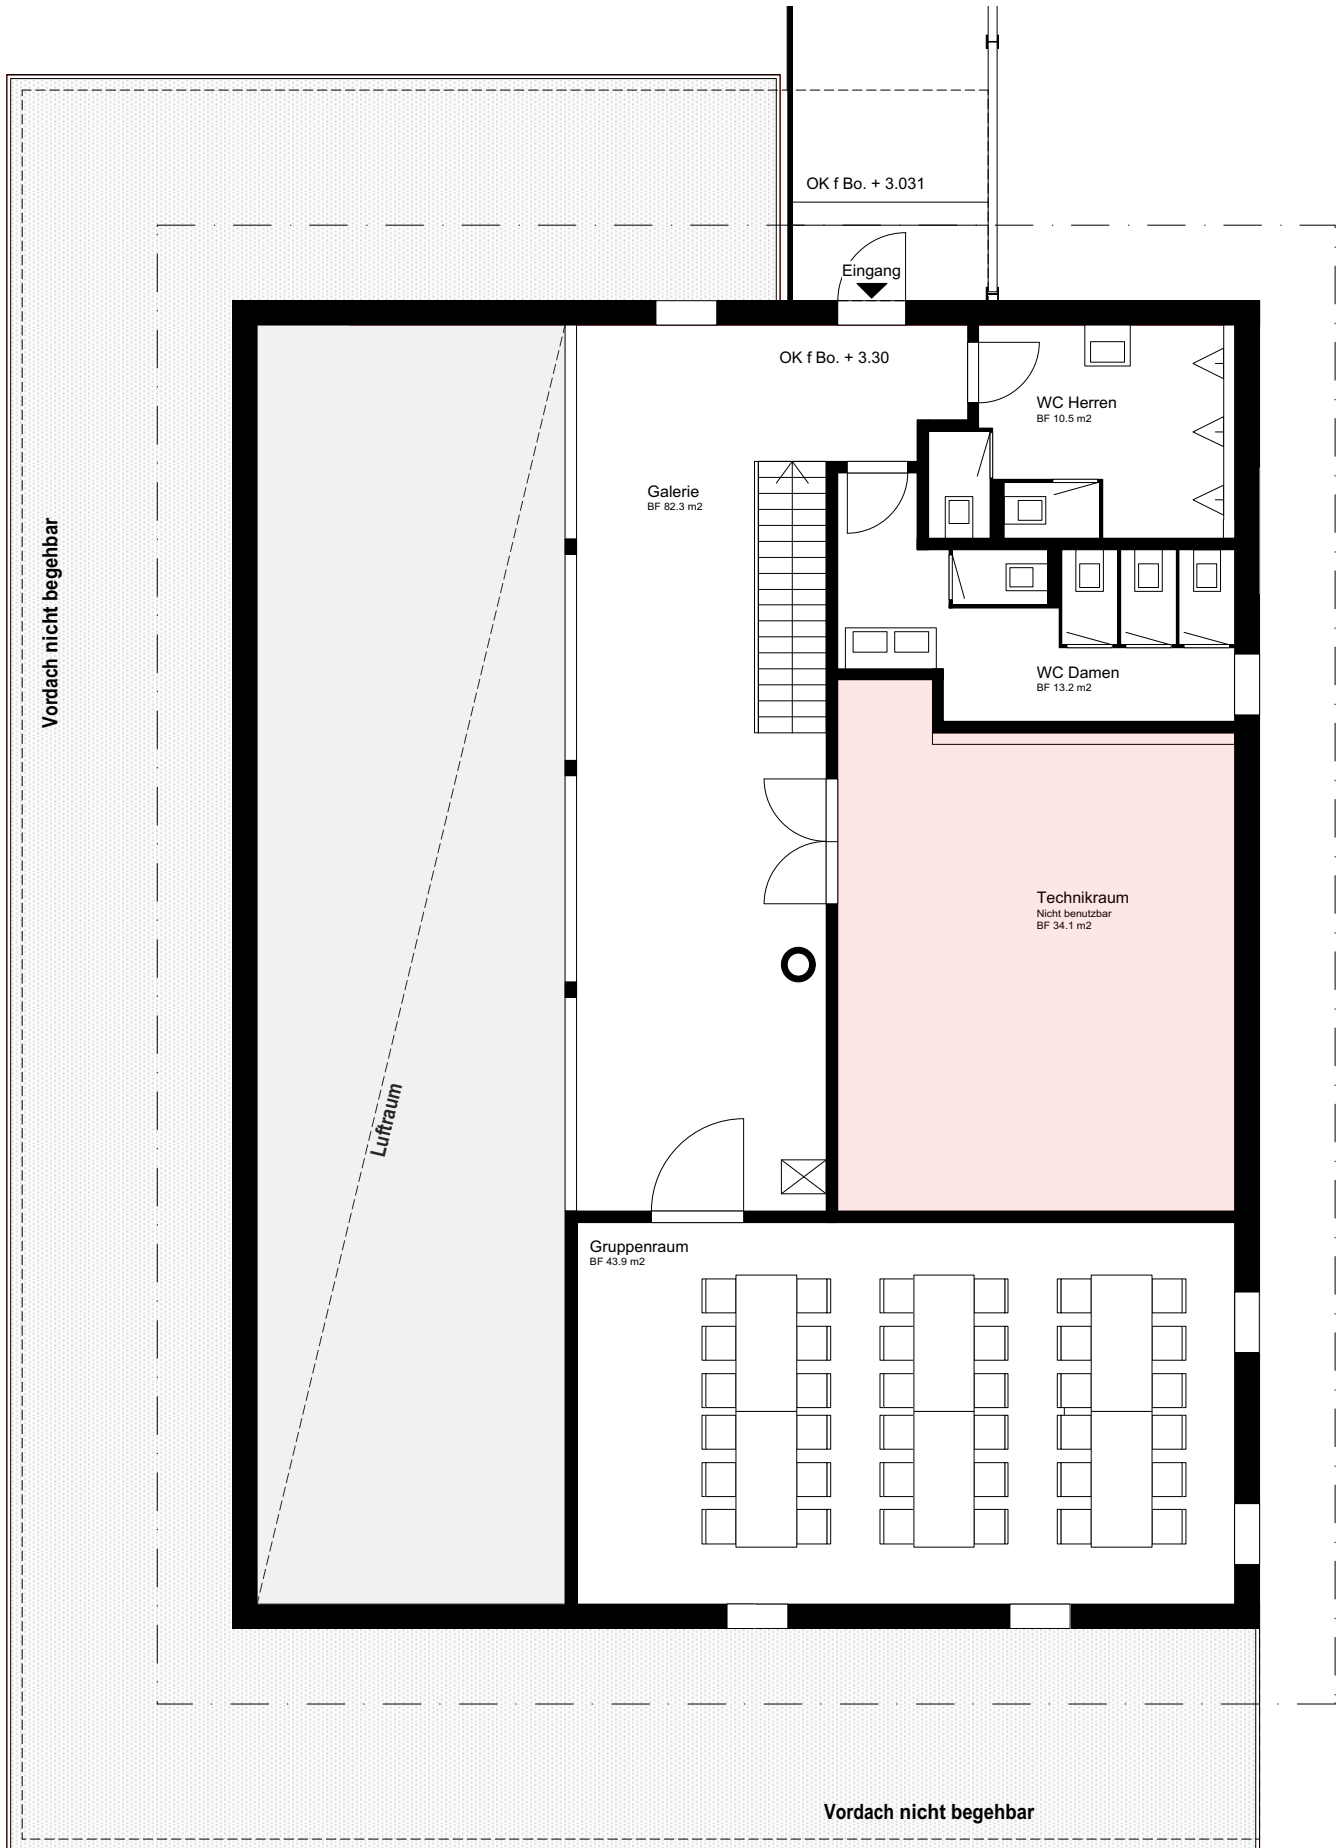 OK f Bo. + 3.031
Eingang
OK f Bo. + 3.30
WC Herren
BF 10.5 m2
Galerie
BF 82.3 m2
Vordach nicht begehbar
WC Damen
BF 13.2 m2
Technikraum
Nicht benutzbar
BF 34.1 m2
Luftraum
Gruppenraum
BF 43.9 m2
Vordach nicht begehbar